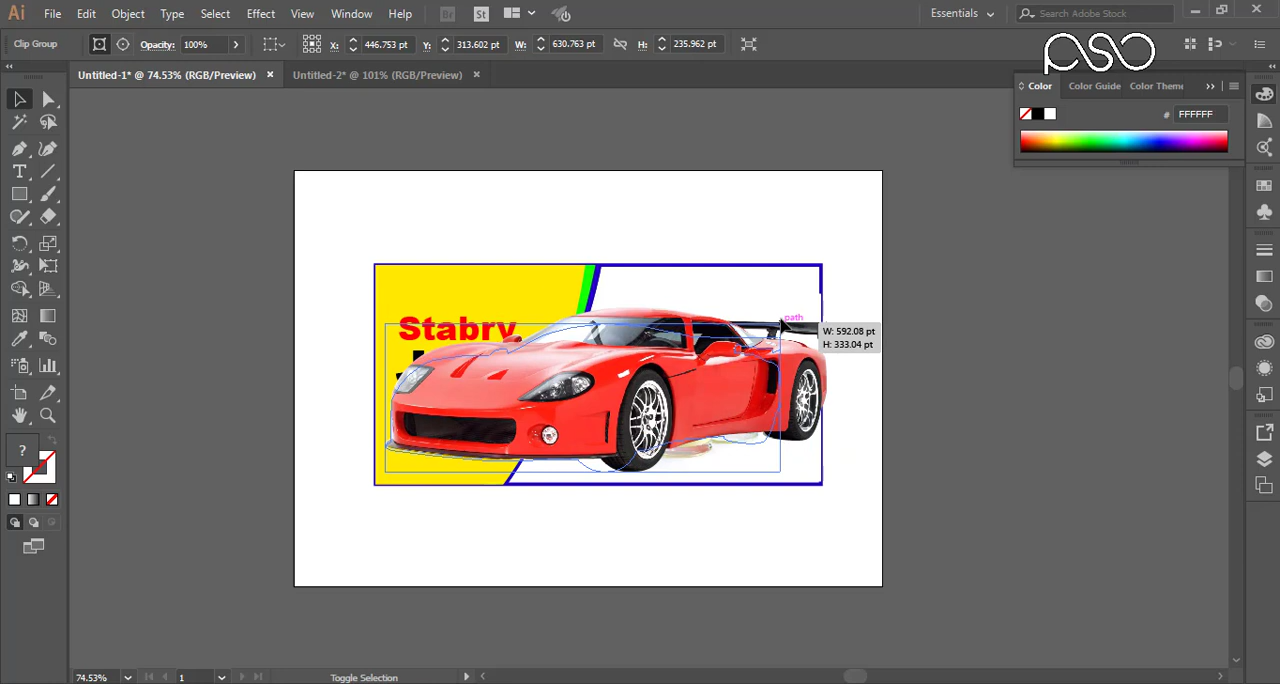 Ai File Edit Object Type Select Effect View Window Help Br St Essentials Search Adobe Stock
Clip Group Opacity: 100% X: 446.753 pt Y: 313.602 pt W: 630.763 pt H: 235.962 pt
PSO
Untitled-1* @ 74.53% (RGB/Preview) × Untitled-2* @ 101% (RGB/Preview) ×
Color Color Guide Color Theme
# FFFFFF
path
Stabry
W: 592.08 pt
H: 333.04 pt
?
74.53% 1 Toggle Selection